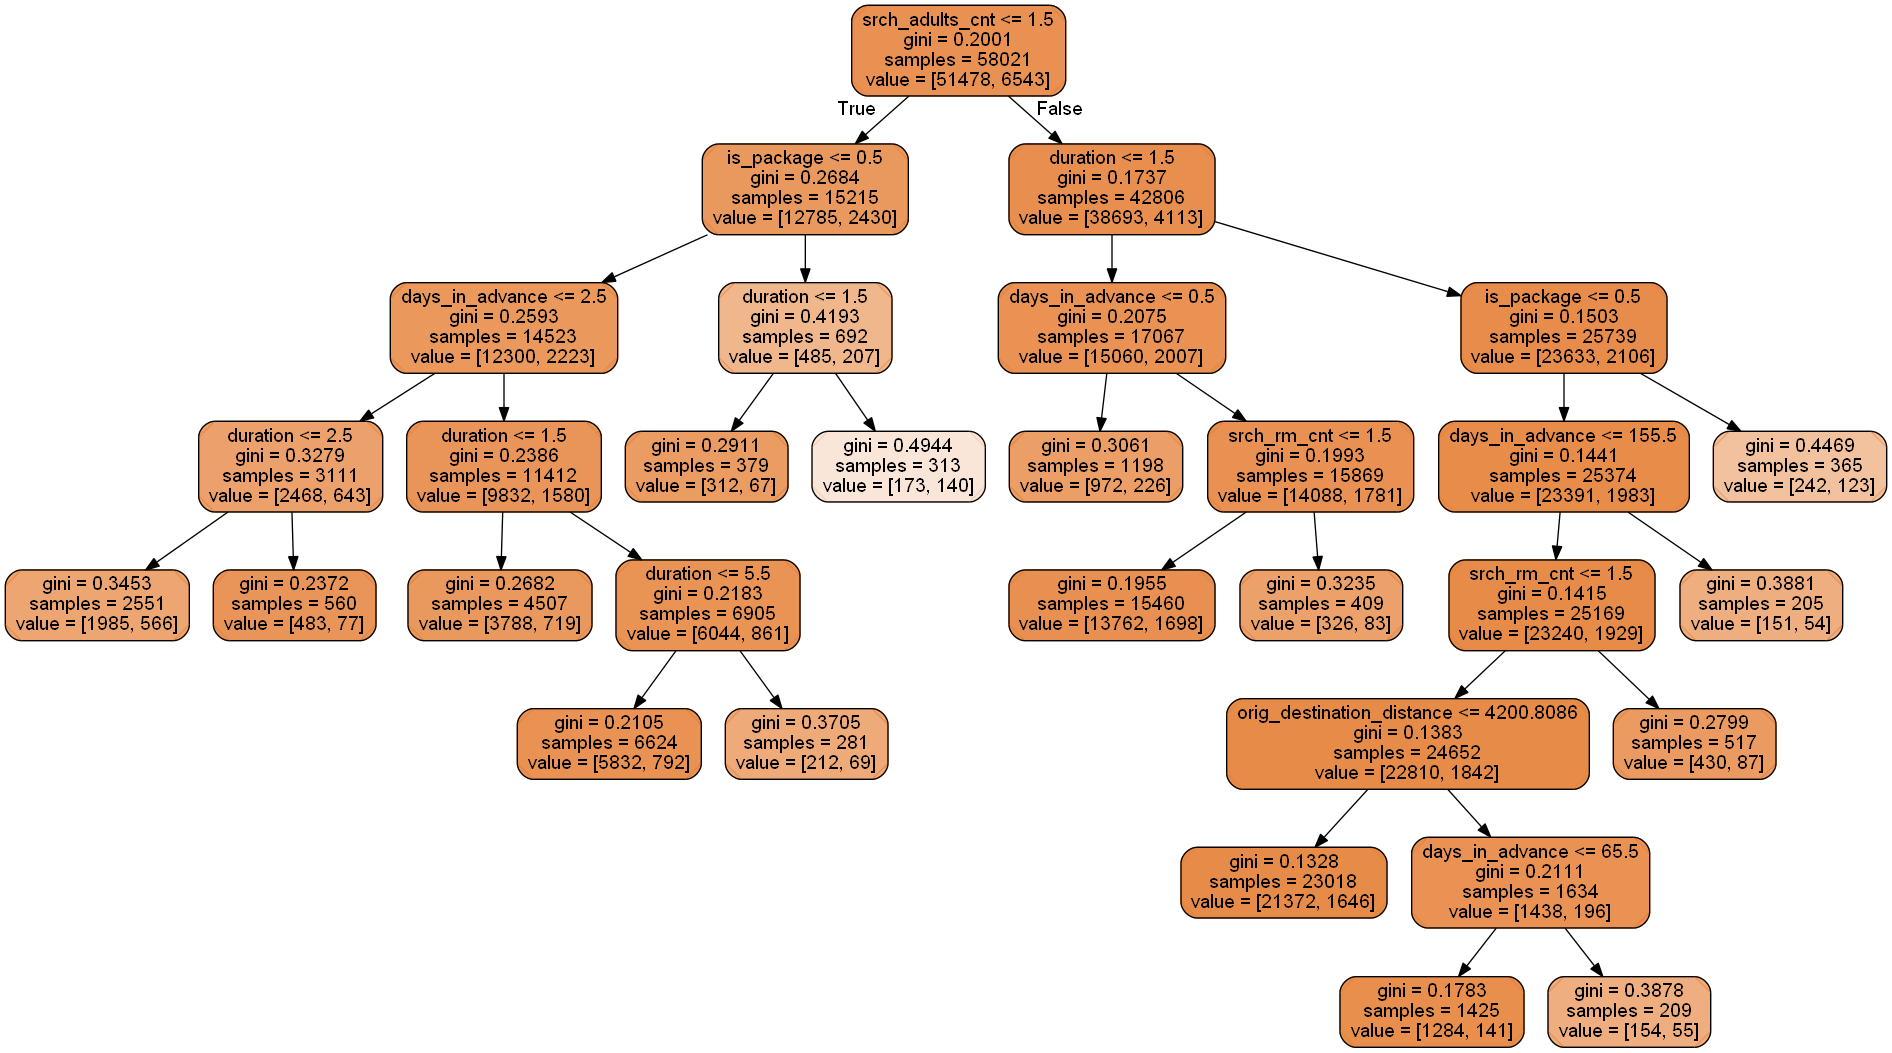 srch_adults_cnt <= 1.5
gini = 0.2001
samples = 58021
value = [51478, 6543]
True
False
is_package <= 0.5
gini = 0.2684
samples = 15215
value = [12785, 2430]
duration <= 1.5
gini = 0.1737
samples = 42806
value = [38693, 4113]
days_in_advance <= 2.5
gini = 0.2593
samples = 14523
value = [12300, 2223]
duration <= 1.5
gini = 0.4193
samples = 692
value = [485, 207]
days_in_advance <= 0.5
gini = 0.2075
samples = 17067
value = [15060, 2007]
is_package <= 0.5
gini = 0.1503
samples = 25739
value = [23633, 2106]
duration <= 2.5
gini = 0.3279
samples = 3111
value = [2468, 643]
duration <= 1.5
gini = 0.2386
samples = 11412
value = [9832, 1580]
gini = 0.2911
samples = 379
value = [312, 67]
gini = 0.4944
samples = 313
value = [173, 140]
gini = 0.3061
samples = 1198
value = [972, 226]
srch_rm_cnt <= 1.5
gini = 0.1993
samples = 15869
value = [14088, 1781]
days_in_advance <= 155.5
gini = 0.1441
samples = 25374
value = [23391, 1983]
gini = 0.4469
samples = 365
value = [242, 123]
gini = 0.3453
samples = 2551
value = [1985, 566]
gini = 0.2372
samples = 560
value = [483, 77]
gini = 0.2682
samples = 4507
value = [3788, 719]
duration <= 5.5
gini = 0.2183
samples = 6905
value = [6044, 861]
gini = 0.1955
samples = 15460
value = [13762, 1698]
gini = 0.3235
samples = 409
value = [326, 83]
srch_rm_cnt <= 1.5
gini = 0.1415
samples = 25169
value = [23240, 1929]
gini = 0.3881
samples = 205
value = [151, 54]
gini = 0.2105
samples = 6624
value = [5832, 792]
gini = 0.3705
samples = 281
value = [212, 69]
orig_destination_distance <= 4200.8086
gini = 0.1383
samples = 24652
value = [22810, 1842]
gini = 0.2799
samples = 517
value = [430, 87]
gini = 0.1328
samples = 23018
value = [21372, 1646]
days_in_advance <= 65.5
gini = 0.2111
samples = 1634
value = [1438, 196]
gini = 0.1783
samples = 1425
value = [1284, 141]
gini = 0.3878
samples = 209
value = [154, 55]